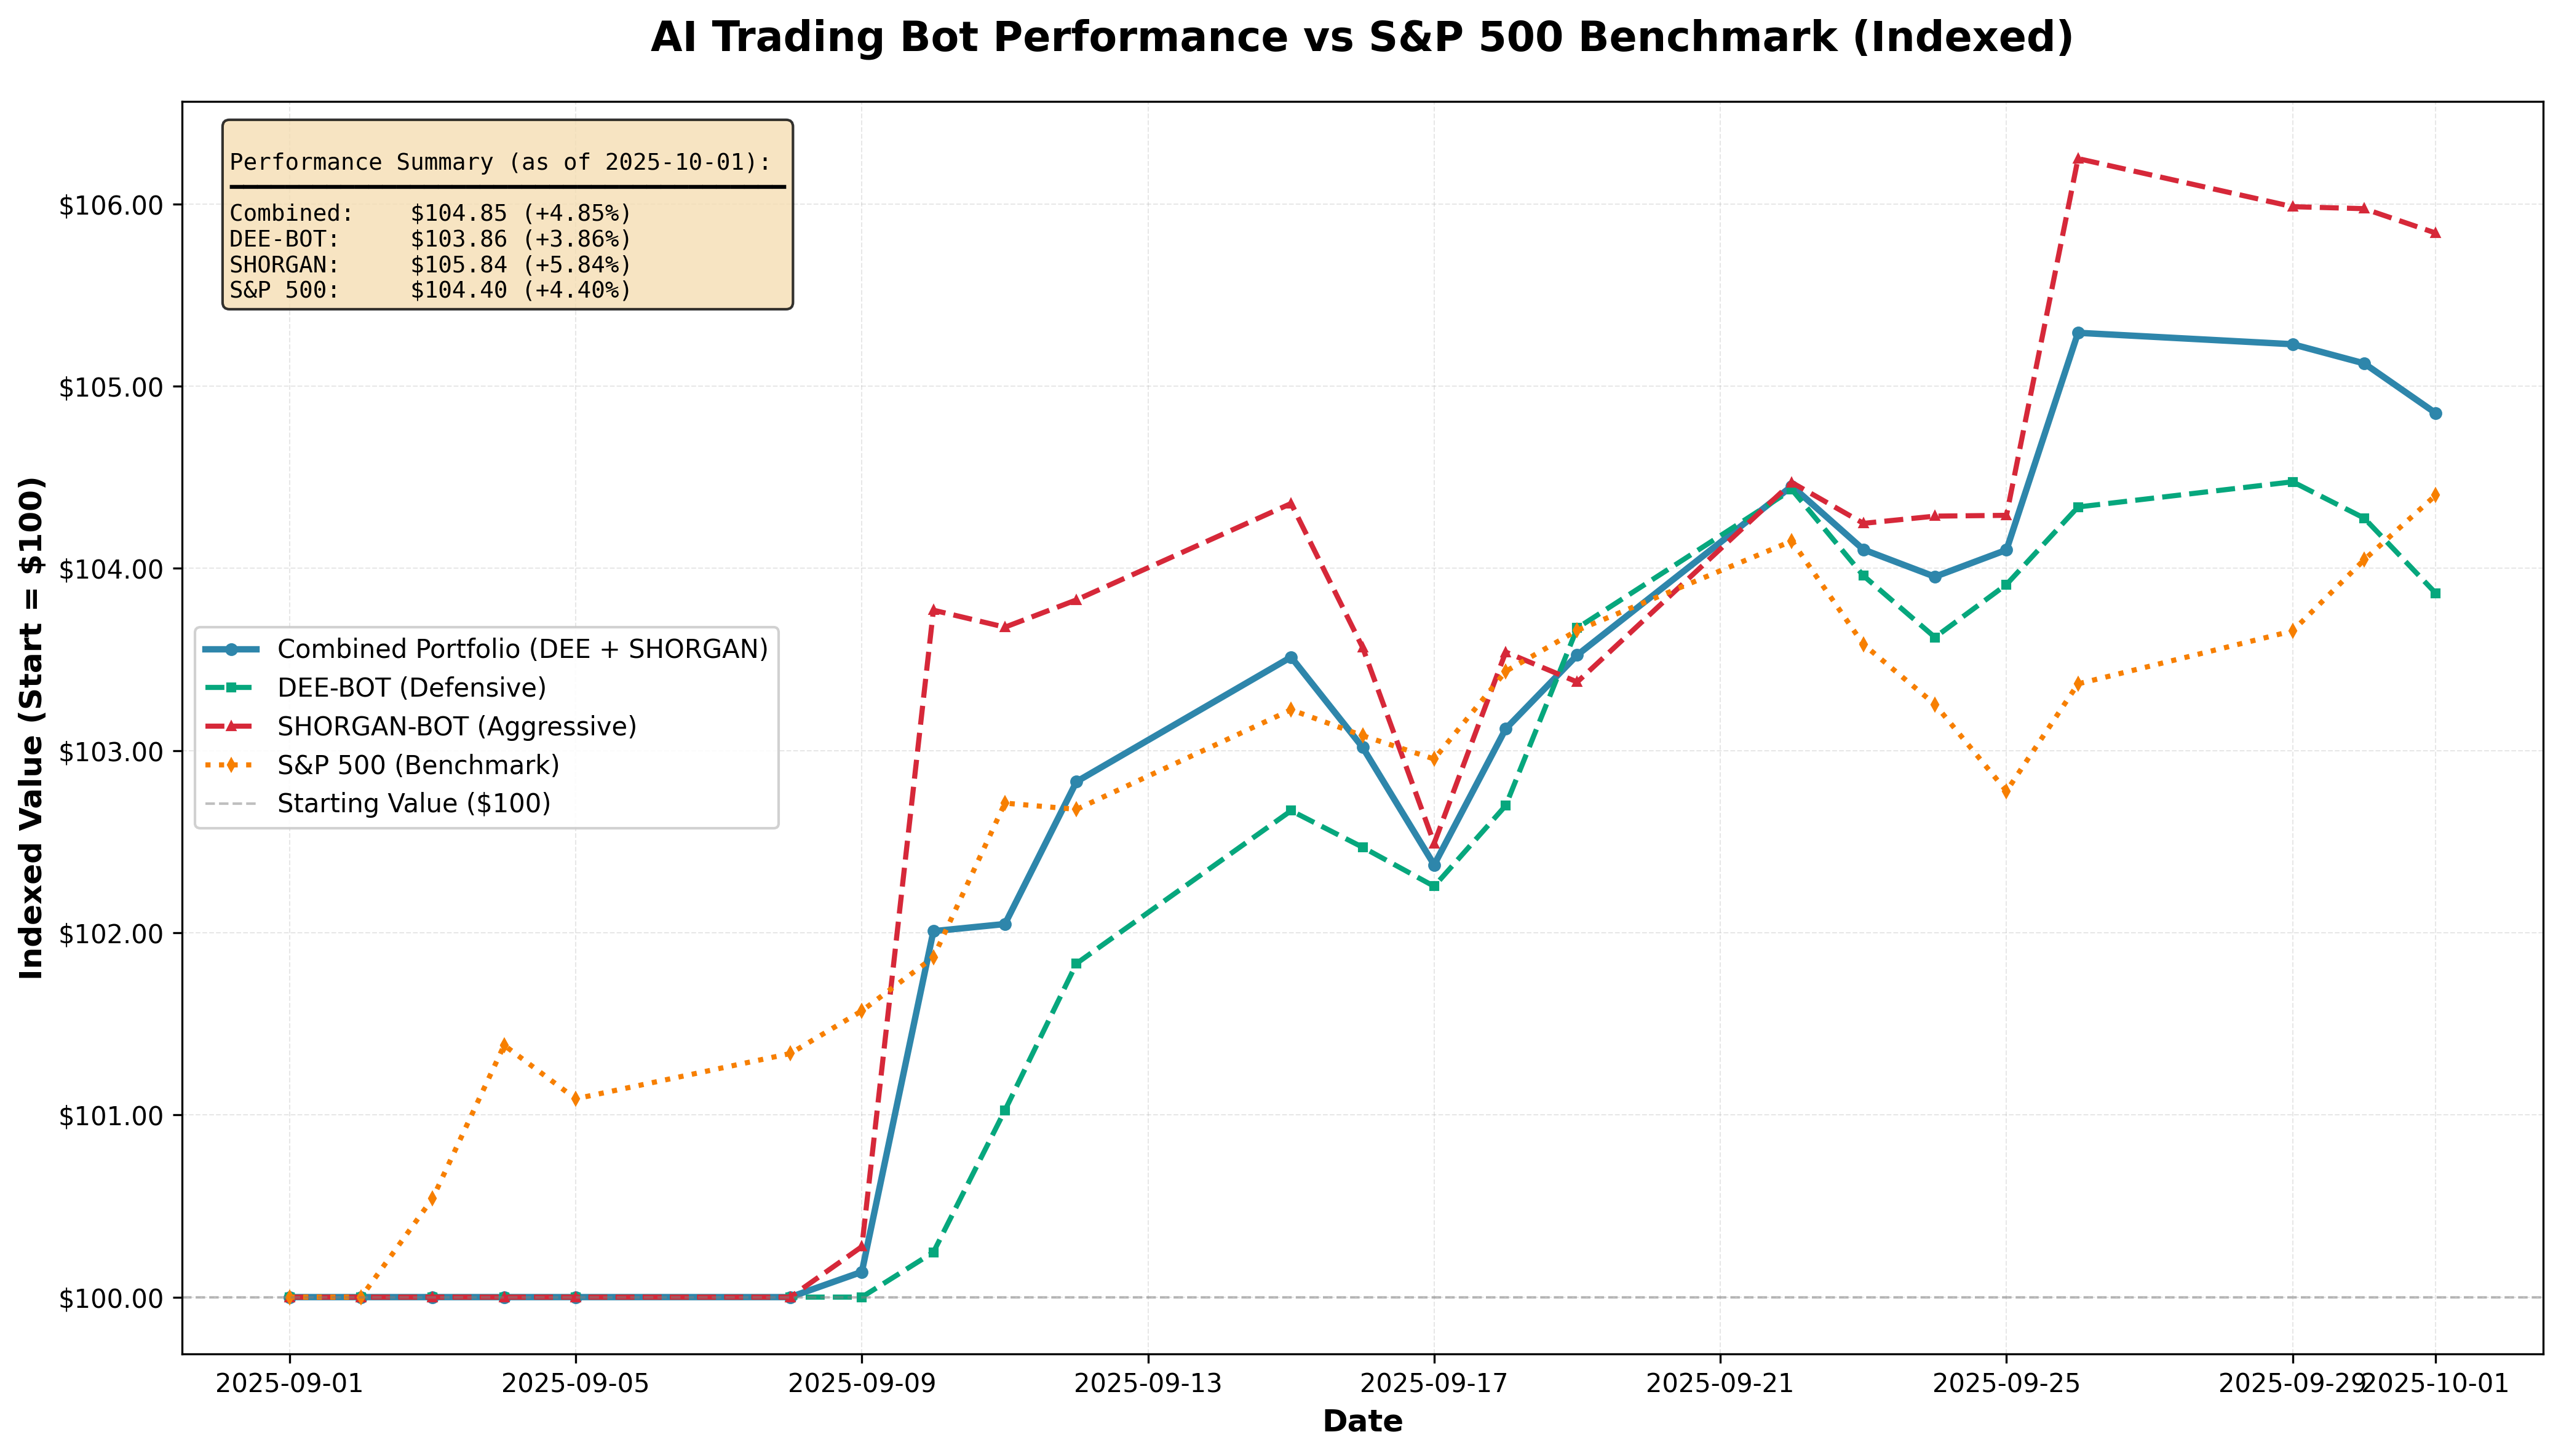 AI Trading Bot Performance vs S&P 500 Benchmark (Indexed)
Performance Summary (as of 2025-10-01):
Combined: $104.85 (+4.85%)
DEE-BOT: $103.86 (+3.86%)
SHORGAN: $105.84 (+5.84%)
S&P 500: $104.40 (+4.40%)
$106.00
$105.00
$104.00
$103.00
$102.00
$101.00
$100.00
Indexed Value (Start = $100)
Combined Portfolio (DEE + SHORGAN)
DEE-BOT (Defensive)
SHORGAN-BOT (Aggressive)
S&P 500 (Benchmark)
Starting Value ($100)
2025-09-01 2025-09-05 2025-09-09 2025-09-13 2025-09-17 2025-09-21 2025-09-25 2025-09-29 2025-10-01
Date